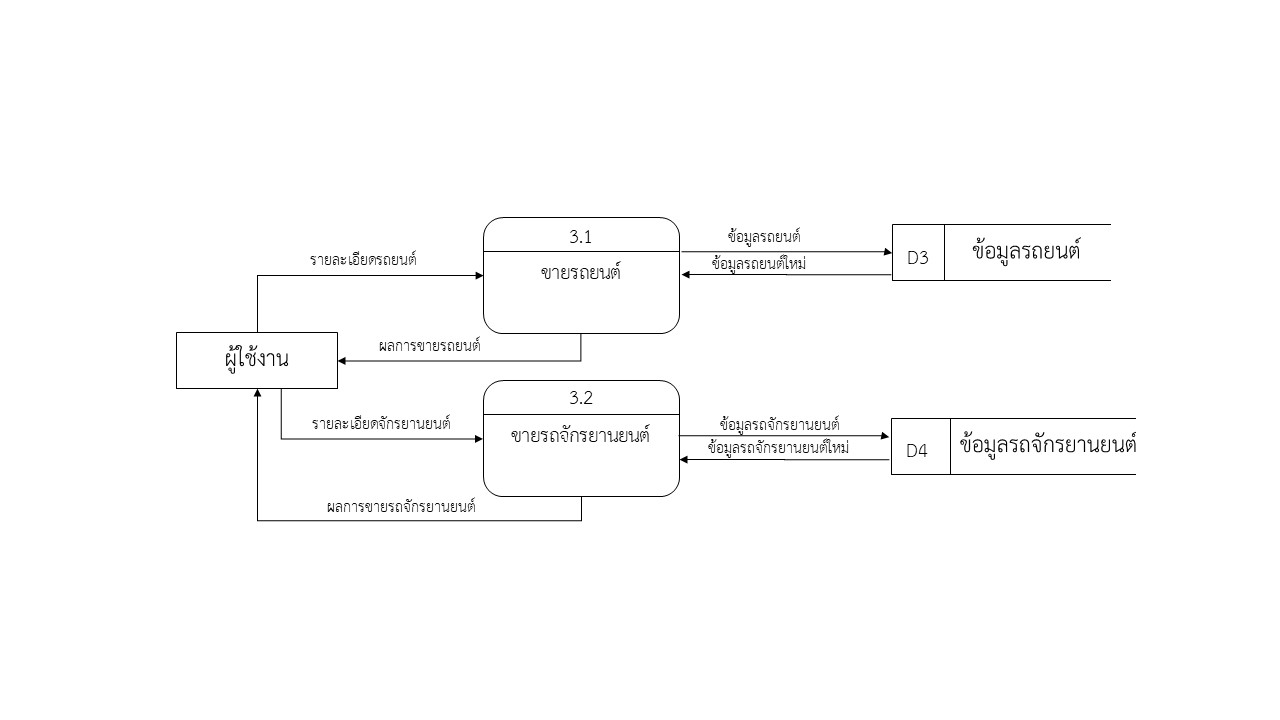 3.1
ขายรถยนต์
รายละเอียดรถยนต์
ข้อมูลรถยนต์
ข้อมูลรถยนต์ใหม่
D3
ข้อมูลรถยนต์
ผู้ใช้งาน
ผลการขายรถยนต์
3.2
ขายรถจักรยานยนต์
รายละเอียดจักรยานยนต์
ข้อมูลรถจักรยานยนต์
ข้อมูลรถจักรยานยนต์ใหม่
D4
ข้อมูลรถจักรยานยนต์
ผลการขายรถจักรยานยนต์